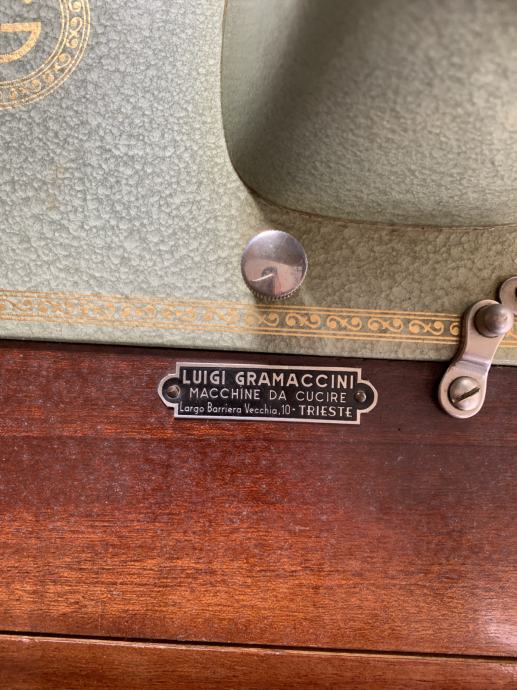 G
LUIGI GRAMACCINI
MACCHINE DA CUCIRE
Largo Barriera Vecchia, 10 - TRIESTE